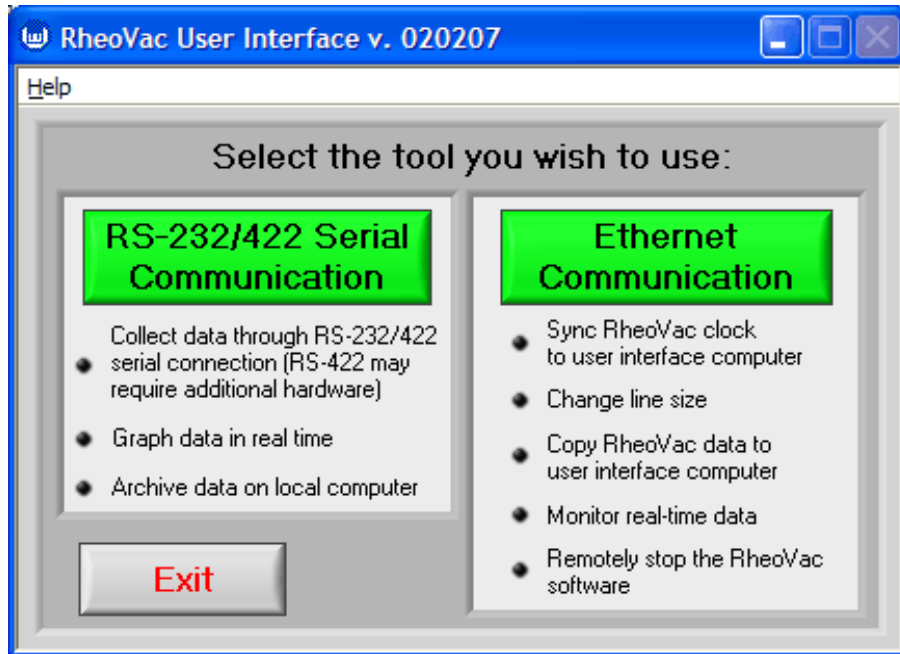 RheoVac User Interface v. 020207
Help
Select the tool you wish to use:
RS-232/422 Serial
Communication
Collect data through RS-232/422
serial connection (RS-422 may
require additional hardware)
Graph data in real time
Archive data on local computer
Exit
Ethernet
Communication
Sync RheoVac clock
to user interface computer
Change line size
Copy RheoVac data to
user interface computer
Monitor real-time data
Remotely stop the RheoVac
software